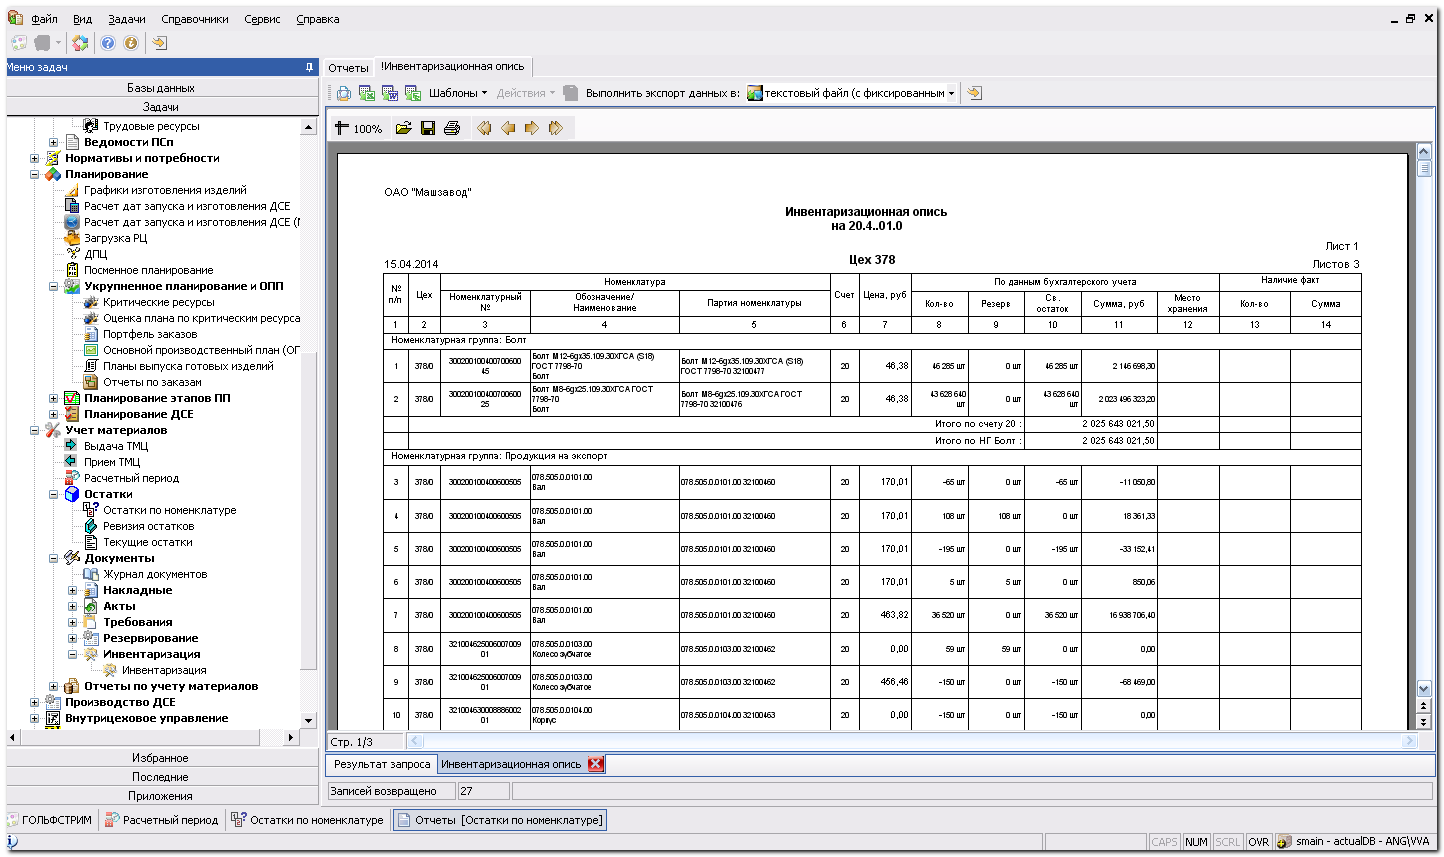 Файл Вид Задачи Справочники Сервис Справка
Меню задач
Базы данных
Задачи
Трудовые ресурсы
Ведомости ПСп
Нормативы и потребности
Планирование
Графики изготовления изделий
Расчет дат запуска и изготовления ДСЕ
Расчет дат запуска и изготовления ДСЕ (
Загрузка РЦ
ДПЦ
Посменное планирование
Укрупненное планирование и ОПП
Критические ресурсы
Оценка плана по критическим ресурса
Портфель заказов
Основной производственный план (ОГ
Планы выпуска готовых изделий
Отчеты по заказам
Планирование этапов ПП
Планирование ДСЕ
Учет материалов
Выдача ТМЦ
Прием ТМЦ
Расчетный период
Остатки
Остатки по номенклатуре
Ревизия остатков
Текущие остатки
Документы
Журнал документов
Накладные
Акты
Требования
Резервирование
Инвентаризация
Инвентаризация
Отчеты по учету материалов
Производство ДСЕ
Внутрицеховое управление
Избранное
Последние
Приложения
Отчеты !Инвентаризационная опись
Шаблоны Действия Выполнить экспорт данных в: текстовый файл (с фиксированным
100%
ОАО "Машзавод"
Инвентаризационная опись
на 20.4..01.0
Лист 1
15.04.2014 Цех 378 Листов 3
№ п/п Цех Номенклатура Счет Цена, руб По данным бухгалтерского учета Наличие факт
Номенклатурный № Обозначение/ Наименование Партия номенклатуры Кол-во Резерв Св. остаток Сумма, руб Место хранения Кол-во Сумма
1 2 3 4 5 6 7 8 9 10 11 12 13 14
Номенклатурная группа: Болт
1 378/0 300200100400700600 45 Болт М12-6gх35.109.30ХГСА (S18) ГОСТ 7798-70 Болт Болт М12-6gх35.109.30ХГСА (S18) ГОСТ 7798-70 32100477 20 46,38 46 285 шт 0 шт 46 285 шт 2 146 698,30
2 378/0 300200100400700600 25 Болт М8-6gх25.109.30ХГСА ГОСТ 7798-70 Болт Болт М8-6gх25.109.30ХГСА ГОСТ 7798-70 32100476 20 46,38 43 628 640 шт 0 шт 43 628 640 шт 2 023 496 323,20
Итого по счету 20 : 2 025 643 021,50
Итого по НГ Болт : 2 025 643 021,50
Номенклатурная группа: Продукция на экспорт
3 378/0 300200100400600505 078.505.0.0101.00 Вал 078.505.0.0101.00 32100460 20 170,01 -65 шт 0 шт -65 шт -11 050,80
4 378/0 300200100400600505 078.505.0.0101.00 Вал 078.505.0.0101.00 32100460 20 170,01 108 шт 108 шт 0 шт 18 361,33
5 378/0 300200100400600505 078.505.0.0101.00 Вал 078.505.0.0101.00 32100460 20 170,01 -195 шт 0 шт -195 шт -33 152,41
6 378/0 300200100400600505 078.505.0.0101.00 Вал 078.505.0.0101.00 32100460 20 170,01 5 шт 5 шт 0 шт 850,06
7 378/0 300200100400600505 078.505.0.0101.00 Вал 078.505.0.0101.00 32100460 20 463,82 36 520 шт 0 шт 36 520 шт 16 938 706,40
8 378/0 321004625006007009 01 078.505.0.0103.00 Колесо зубчатое 078.505.0.0103.00 32100462 20 0,00 59 шт 59 шт 0 шт 0,00
9 378/0 321004625006007009 01 078.505.0.0103.00 Колесо зубчатое 078.505.0.0103.00 32100462 20 456,46 -150 шт 0 шт -150 шт -68 469,00
10 378/0 321004630008886002 01 078.505.0.0104.00 Корпус 078.505.0.0104.00 32100463 20 0,00 -150 шт 0 шт -150 шт 0,00
Стр. 1/3
Результат запроса Инвентаризационная опись
Записей возвращено 27
ГОЛЬФСТРИМ Расчетный период Остатки по номенклатуре Отчеты [Остатки по номенклатуре]
CAPS NUM SCRL OVR smain - actualDB - ANG\VVA